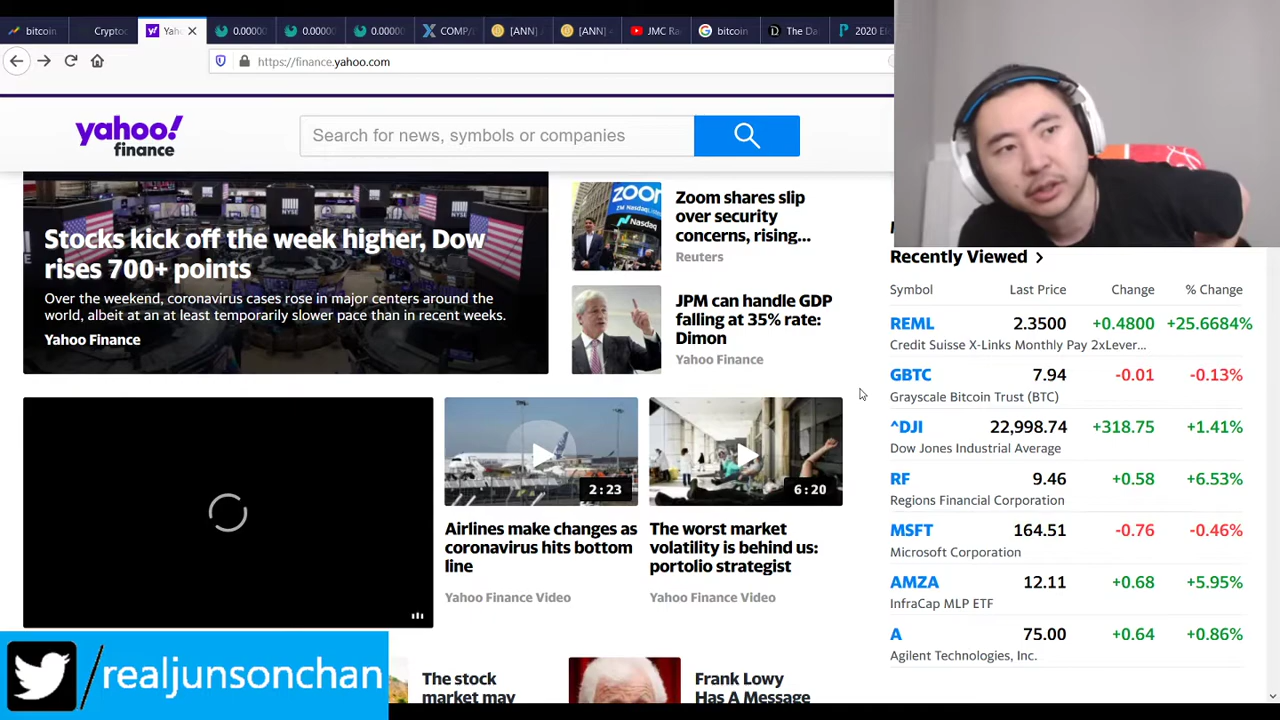 bitcoin
Cryptoc
Yah
0.00000
0.00000
0.00000
COMP/
[ANN]
[ANN]
JMC Ra
bitcoin
The Da
2020 El
https://finance.yahoo.com
yahoo!
finance
Search for news, symbols or companies
Stocks kick off the week higher, Dow
rises 700+ points
Over the weekend, coronavirus cases rose in major centers around the
world, albeit at an at least temporarily slower pace than in recent weeks.
Yahoo Finance
NYSE
zoom
Nasdaq
Zoom shares slip
over security
concerns, rising...
Reuters
JPM can handle GDP
falling at 35% rate:
Dimon
Yahoo Finance
2:23
Airlines make changes as
coronavirus hits bottom
line
Yahoo Finance Video
6:20
The worst market
volatility is behind us:
portolio strategist
Yahoo Finance Video
The stock
market may
Frank Lowy
Has A Message
Recently Viewed
Symbol Last Price Change % Change
REML 2.3500 +0.4800 +25.6684%
Credit Suisse X-Links Monthly Pay 2xLever...
GBTC 7.94 -0.01 -0.13%
Grayscale Bitcoin Trust (BTC)
^DJI 22,998.74 +318.75 +1.41%
Dow Jones Industrial Average
RF 9.46 +0.58 +6.53%
Regions Financial Corporation
MSFT 164.51 -0.76 -0.46%
Microsoft Corporation
AMZA 12.11 +0.68 +5.95%
InfraCap MLP ETF
A 75.00 +0.64 +0.86%
Agilent Technologies, Inc.
/realjunsonchan